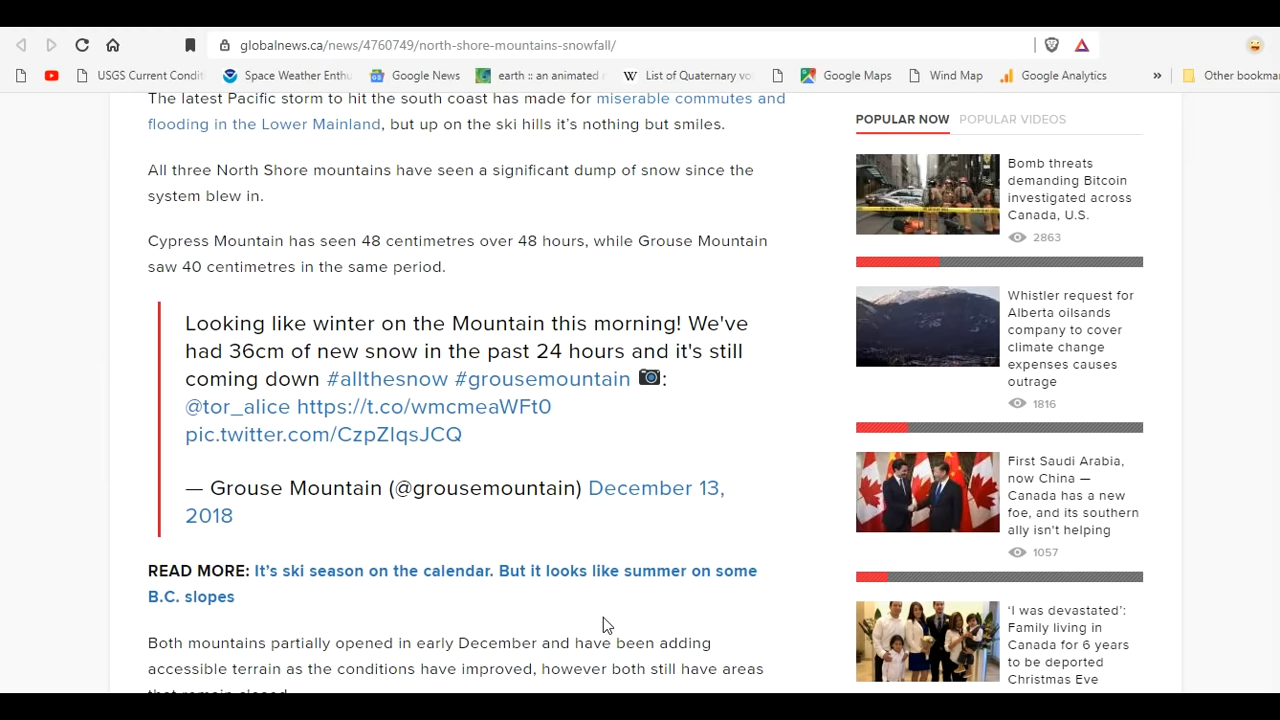 globalnews.ca/news/4760749/north-shore-mountains-snowfall/
USGS Current Condit
Space Weather Enthu
Google News
earth :: an animated
List of Quaternary vo
Google Maps
Wind Map
Google Analytics
»
Other bookma
The latest Pacific storm to hit the south coast has made for miserable commutes and
flooding in the Lower Mainland, but up on the ski hills it’s nothing but smiles.
All three North Shore mountains have seen a significant dump of snow since the
system blew in.
Cypress Mountain has seen 48 centimetres over 48 hours, while Grouse Mountain
saw 40 centimetres in the same period.
Looking like winter on the Mountain this morning! We've
had 36cm of new snow in the past 24 hours and it's still
coming down #allthesnow #grousemountain 📷:
@tor_alice https://t.co/wmcmeaWFt0
pic.twitter.com/CzpZIqsJCQ
— Grouse Mountain (@grousemountain) December 13,
2018
READ MORE: It’s ski season on the calendar. But it looks like summer on some
B.C. slopes
Both mountains partially opened in early December and have been adding
accessible terrain as the conditions have improved, however both still have areas
that remain closed
POPULAR NOW POPULAR VIDEOS
Bomb threats
demanding Bitcoin
investigated across
Canada, U.S.
2863
Whistler request for
Alberta oilsands
company to cover
climate change
expenses causes
outrage
1816
First Saudi Arabia,
now China —
Canada has a new
foe, and its southern
ally isn't helping
1057
‘I was devastated’:
Family living in
Canada for 6 years
to be deported
Christmas Eve